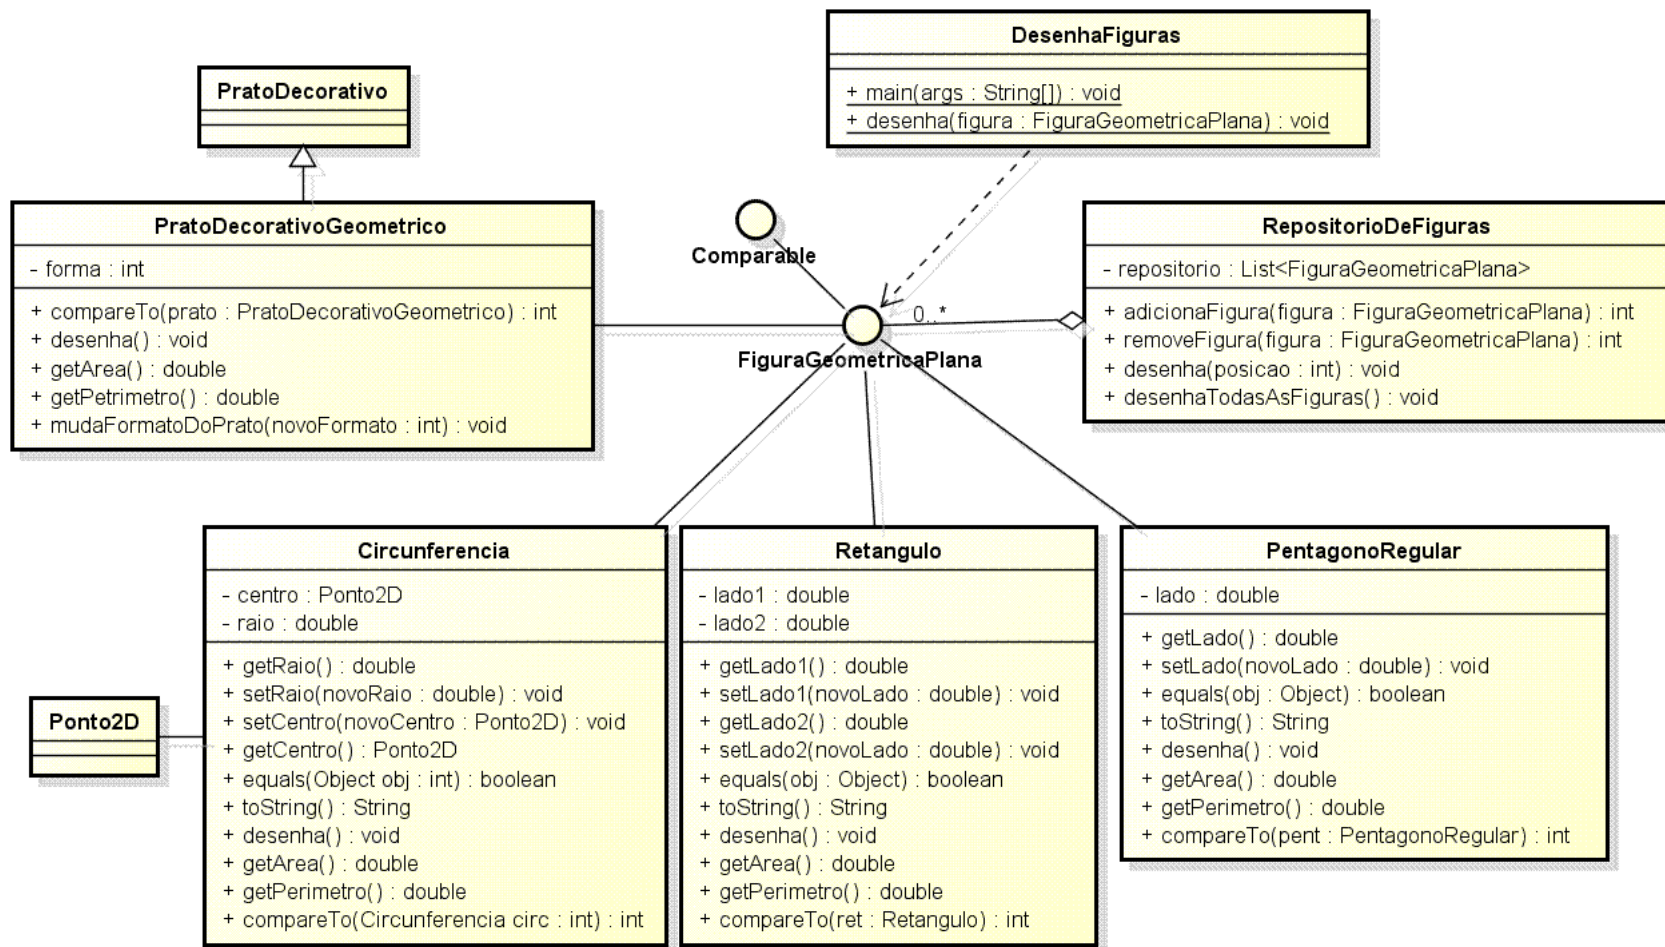 DesenhaFiguras
+ main(args : String[]) : void
+ desenha(figura : FiguraGeometricaPlana) : void
PratoDecorativo
PratoDecorativoGeometrico
- forma : int
+ compareTo(prato : PratoDecorativoGeometrico) : int
+ desenha() : void
+ getArea() : double
+ getPetrimetro() : double
+ mudaFormatoDoPrato(novoFormato : int) : void
Comparable
0..*
FiguraGeometricaPlana
RepositorioDeFiguras
- repositorio : List<FiguraGeometricaPlana>
+ adicionaFigura(figura : FiguraGeometricaPlana) : int
+ removeFigura(figura : FiguraGeometricaPlana) : int
+ desenha(posicao : int) : void
+ desenhaTodasAsFiguras() : void
Ponto2D
Circunferencia
- centro : Ponto2D
- raio : double
+ getRaio() : double
+ setRaio(novoRaio : double) : void
+ setCentro(novoCentro : Ponto2D) : void
+ getCentro() : Ponto2D
+ equals(Object obj : int) : boolean
+ toString() : String
+ desenha() : void
+ getArea() : double
+ getPerimetro() : double
+ compareTo(Circunferencia circ : int) : int
Retangulo
- lado1 : double
- lado2 : double
+ getLado1() : double
+ setLado1(novoLado : double) : void
+ getLado2() : double
+ setLado2(novoLado : double) : void
+ equals(obj : Object) : boolean
+ toString() : String
+ desenha() : void
+ getArea() : double
+ getPerimetro() : double
+ compareTo(ret : Retangulo) : int
PentagonoRegular
- lado : double
+ getLado() : double
+ setLado(novoLado : double) : void
+ equals(obj : Object) : boolean
+ toString() : String
+ desenha() : void
+ getArea() : double
+ getPerimetro() : double
+ compareTo(pent : PentagonoRegular) : int